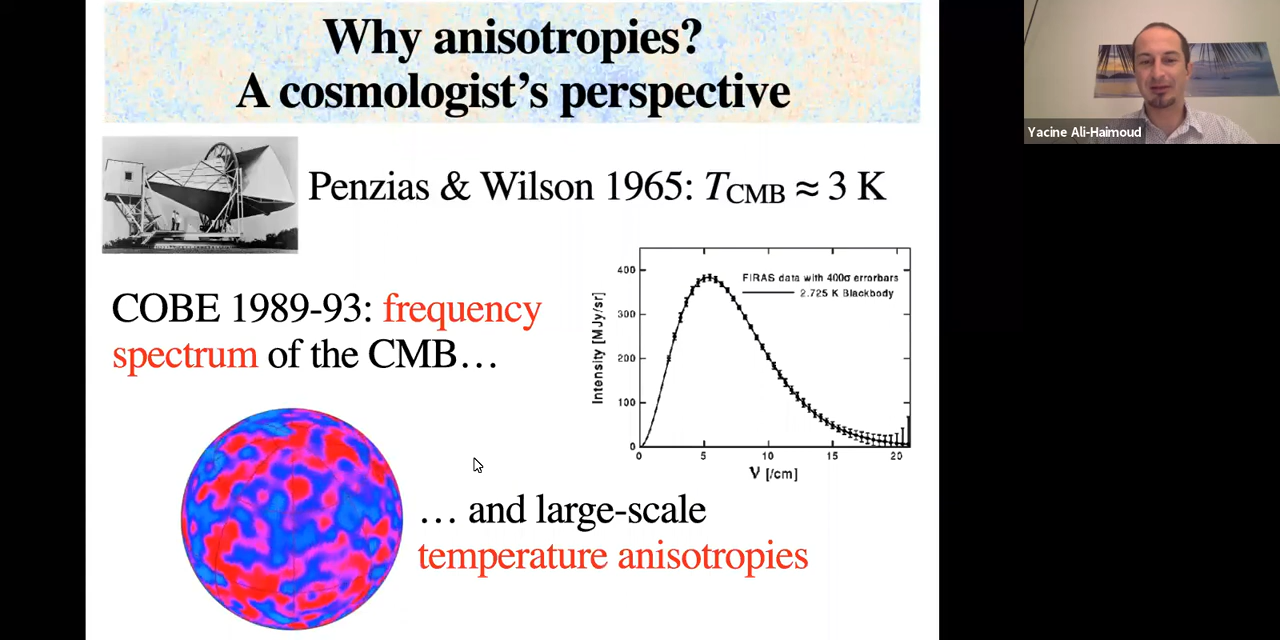 Why anisotropies?
A cosmologist's perspective
Yacine Ali-Haimoud
Penzias & Wilson 1965: TCMB ≈ 3 K
COBE 1989-93: frequency
spectrum of the CMB…
FIRAS data with 400σ errorbars
2.725 K Blackbody
Intensity [MJy/sr]
400
300
200
100
0
0 5 10 15 20
ν [/cm]
… and large-scale
temperature anisotropies